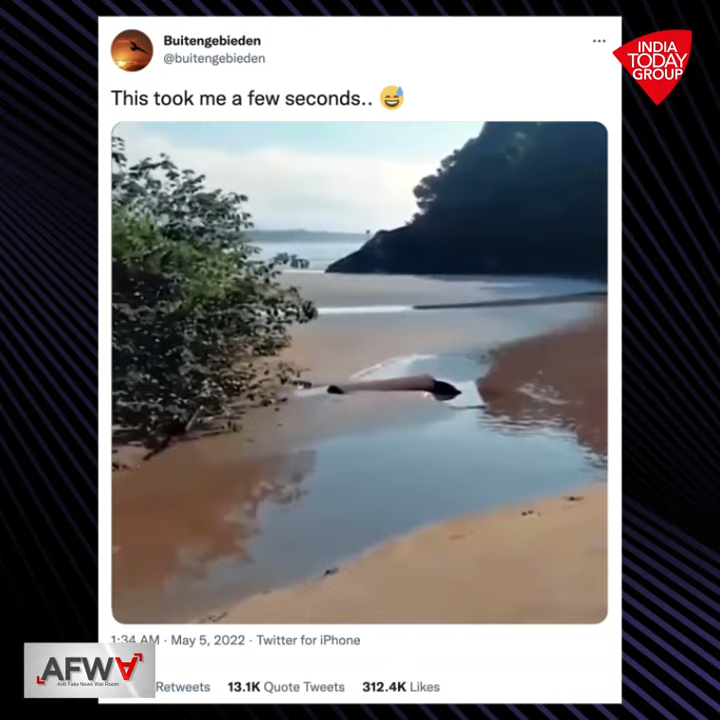 Buitengebieden
@buitengebieden
INDIA
TODAY
GROUP
This took me a few seconds.. 😅
1:34 AM · May 5, 2022 · Twitter for iPhone
Retweets 13.1K Quote Tweets 312.4K Likes
AFWA
Anti Fake News War Room